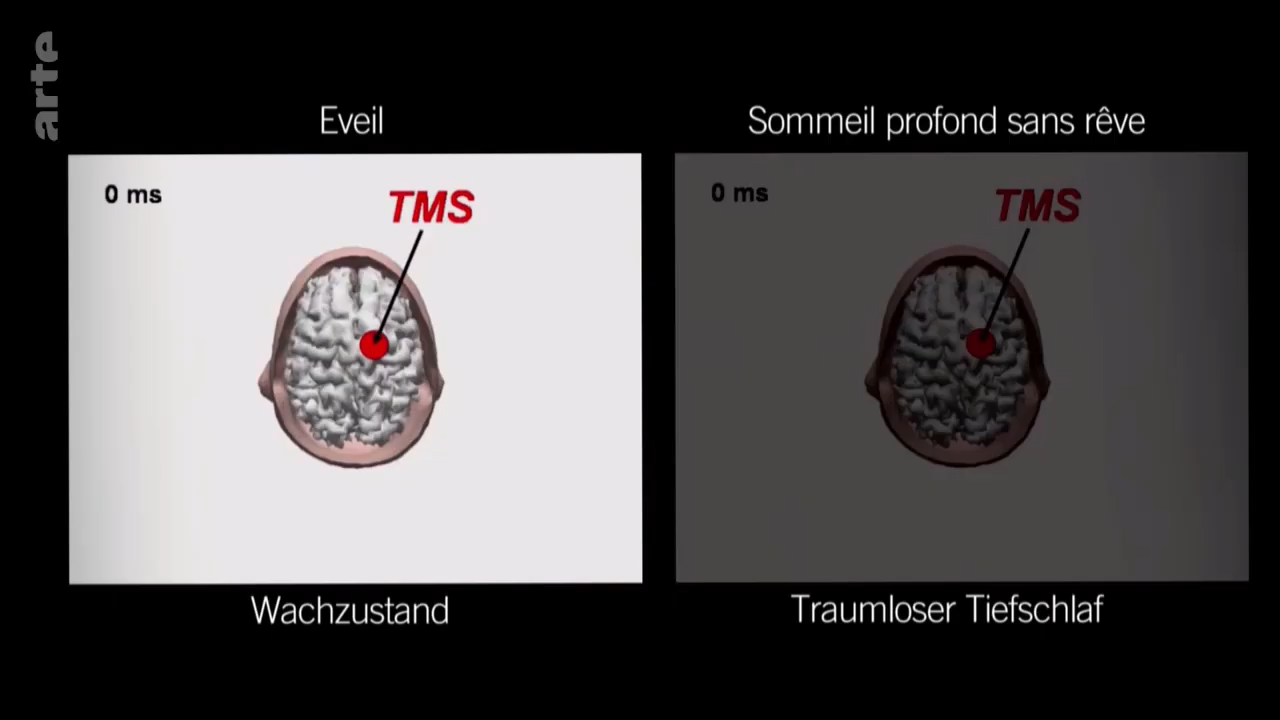 arte
Eveil
Sommeil profond sans rêve
0 ms
TMS
0 ms
TMS
Wachzustand
Traumloser Tiefschlaf